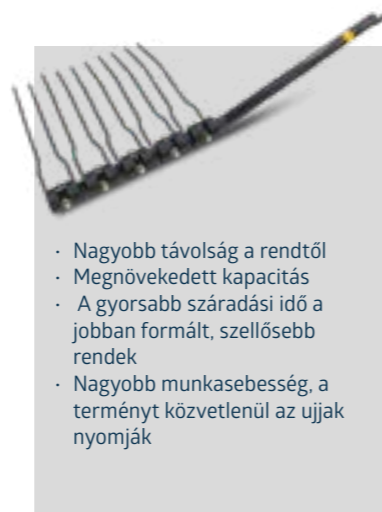 · Nagyobb távolság a rendtől
· Megnövekedett kapacitás
· A gyorsabb száradási idő a
jobban formált, szellősebb
rendek
· Nagyobb munkasebesség, a
terményt közvetlenül az ujjak
nyomják